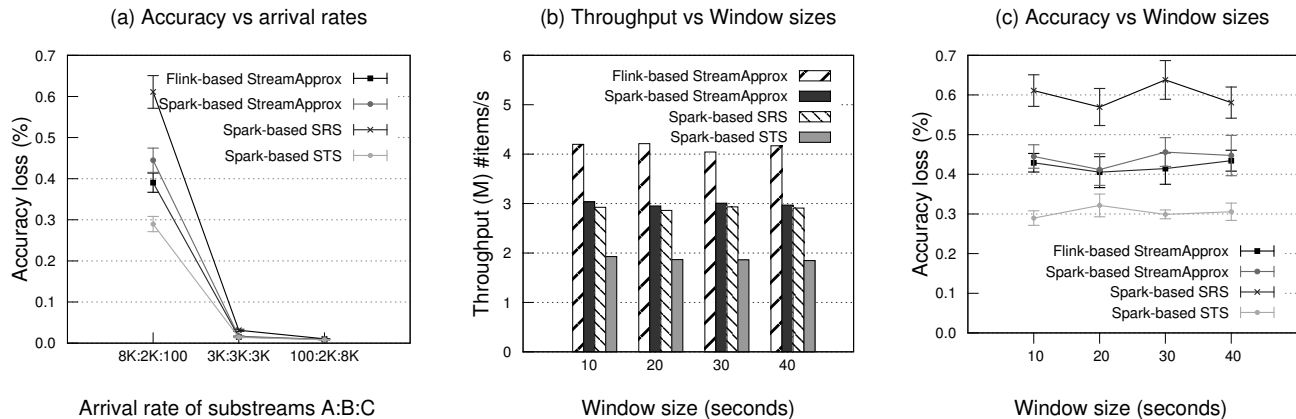 (a) Accuracy vs arrival rates
Accuracy loss (%)
0.7
0.6
0.5
0.4
0.3
0.2
0.1
0.0
Flink-based StreamApprox
Spark-based StreamApprox
Spark-based SRS
Spark-based STS
8K:2K:100 3K:3K:3K 100:2K:8K
Arrival rate of substreams A:B:C
(b) Throughput vs Window sizes
Throughput (M) #items/s
6
5
4
3
2
1
0
Flink-based StreamApprox
Spark-based StreamApprox
Spark-based SRS
Spark-based STS
10 20 30 40
Window size (seconds)
(c) Accuracy vs Window sizes
Accuracy loss (%)
0.7
0.6
0.5
0.4
0.3
0.2
0.1
0.0
Flink-based StreamApprox
Spark-based StreamApprox
Spark-based SRS
Spark-based STS
10 20 30 40
Window size (seconds)